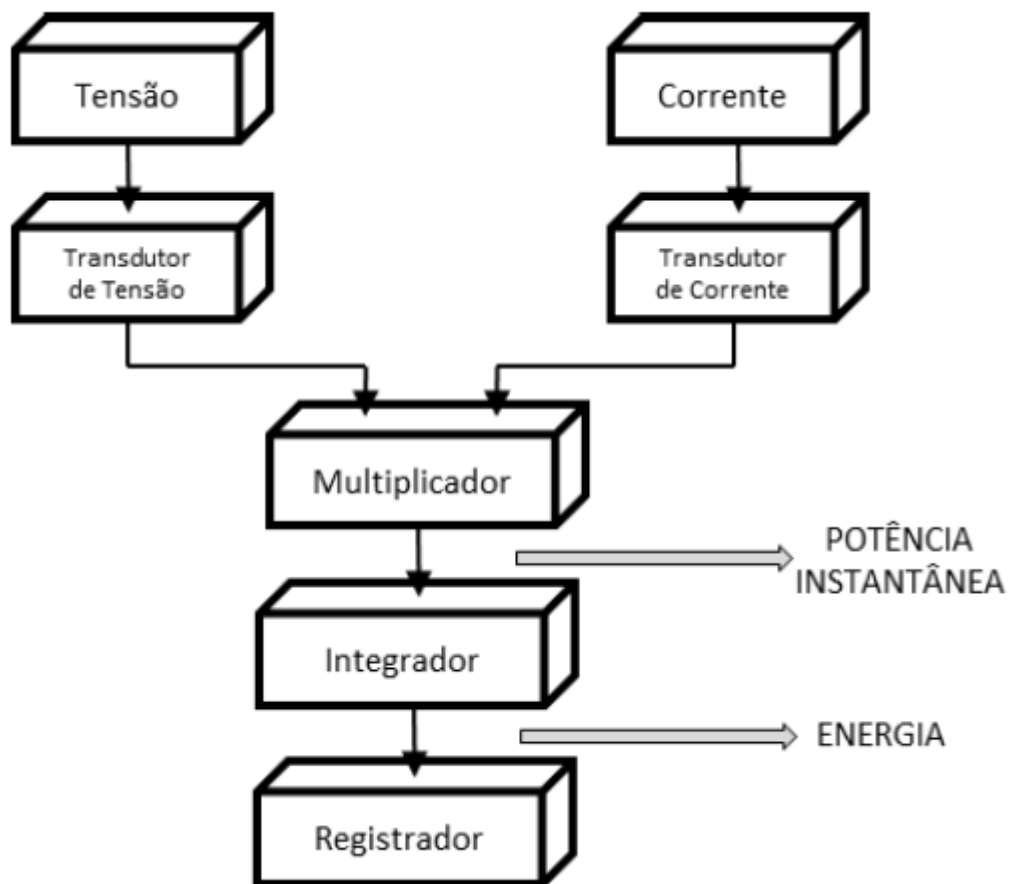 Tensão
Corrente
Transdutor
de Tensão
Transdutor
de Corrente
Multiplicador
POTÊNCIA
INSTANTÂNEA
Integrador
ENERGIA
Registrador